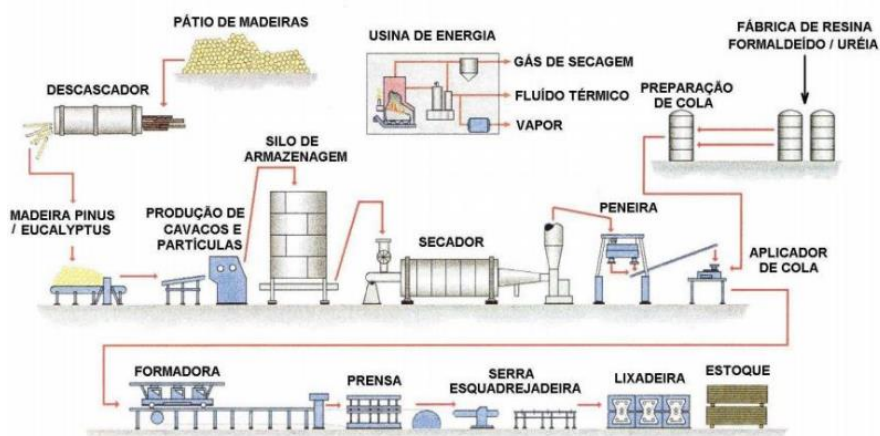 PÁTIO DE MADEIRAS
USINA DE ENERGIA
GÁS DE SECAGEM
FLUÍDO TÉRMICO
VAPOR
FÁBRICA DE RESINA
FORMALDEÍDO / URÉIA
PREPARAÇÃO
DE COLA
DESCASCADOR
SILO DE
ARMAZENAGEM
MADEIRA PINUS
/ EUCALYPTUS
PRODUÇÃO DE
CAVACOS E
PARTÍCULAS
SECADOR
PENEIRA
APLICADOR
DE COLA
FORMADORA
PRENSA
SERRA
ESQUADREJADEIRA
LIXADEIRA
ESTOQUE